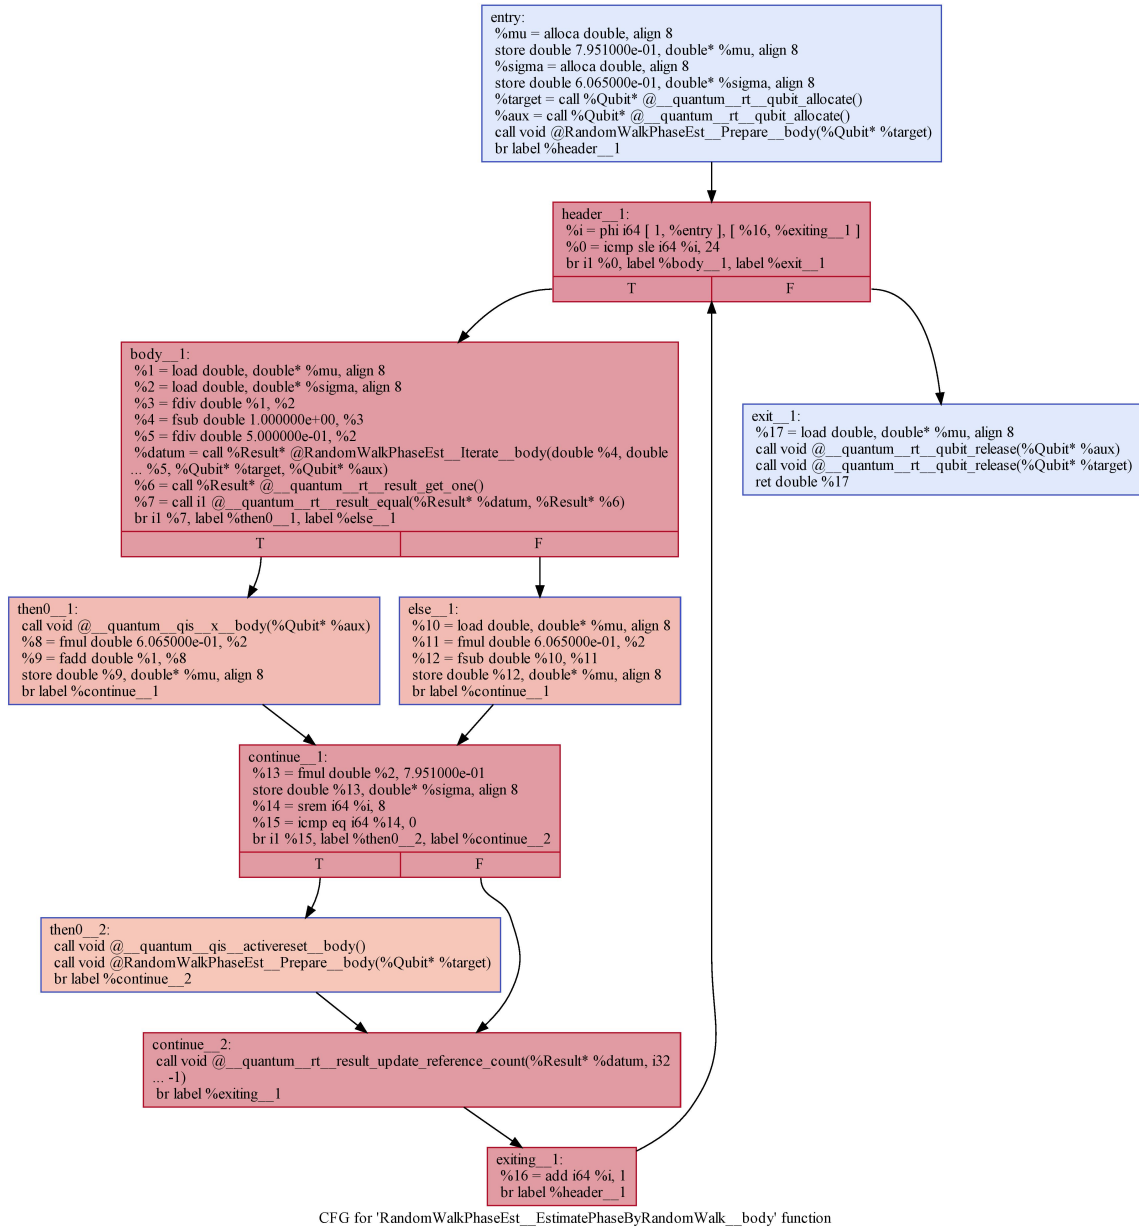 entry:
%mu = alloca double, align 8
store double 7.951000e-01, double* %mu, align 8
%sigma = alloca double, align 8
store double 6.065000e-01, double* %sigma, align 8
%target = call %Qubit* @__quantum__rt__qubit_allocate()
%aux = call %Qubit* @__quantum__rt__qubit_allocate()
call void @RandomWalkPhaseEst__Prepare__body(%Qubit* %target)
br label %header__1
header__1:
%i = phi i64 [ 1, %entry ], [ %16, %exiting__1 ]
%0 = icmp sle i64 %i, 24
br i1 %0, label %body__1, label %exit__1
T F
body__1:
%1 = load double, double* %mu, align 8
%2 = load double, double* %sigma, align 8
%3 = fdiv double %1, %2
%4 = fsub double 1.000000e+00, %3
%5 = fdiv double 5.000000e-01, %2
%datum = call %Result* @RandomWalkPhaseEst__Iterate__body(double %4, double
... %5, %Qubit* %target, %Qubit* %aux)
%6 = call %Result* @__quantum__rt__result_get_one()
%7 = call i1 @__quantum__rt__result_equal(%Result* %datum, %Result* %6)
br i1 %7, label %then0__1, label %else__1
T F
exit__1:
%17 = load double, double* %mu, align 8
call void @__quantum__rt__qubit_release(%Qubit* %aux)
call void @__quantum__rt__qubit_release(%Qubit* %target)
ret double %17
then0__1:
call void @__quantum__qis__x__body(%Qubit* %aux)
%8 = fmul double 6.065000e-01, %2
%9 = fadd double %1, %8
store double %9, double* %mu, align 8
br label %continue__1
else__1:
%10 = load double, double* %mu, align 8
%11 = fmul double 6.065000e-01, %2
%12 = fsub double %10, %11
store double %12, double* %mu, align 8
br label %continue__1
continue__1:
%13 = fmul double %2, 7.951000e-01
store double %13, double* %sigma, align 8
%14 = srem i64 %i, 8
%15 = icmp eq i64 %14, 0
br i1 %15, label %then0__2, label %continue__2
T F
then0__2:
call void @__quantum__qis__activereset__body()
call void @RandomWalkPhaseEst__Prepare__body(%Qubit* %target)
br label %continue__2
continue__2:
call void @__quantum__rt__result_update_reference_count(%Result* %datum, i32
... -1)
br label %exiting__1
exiting__1:
%16 = add i64 %i, 1
br label %header__1
CFG for 'RandomWalkPhaseEst__EstimatePhaseByRandomWalk__body' function